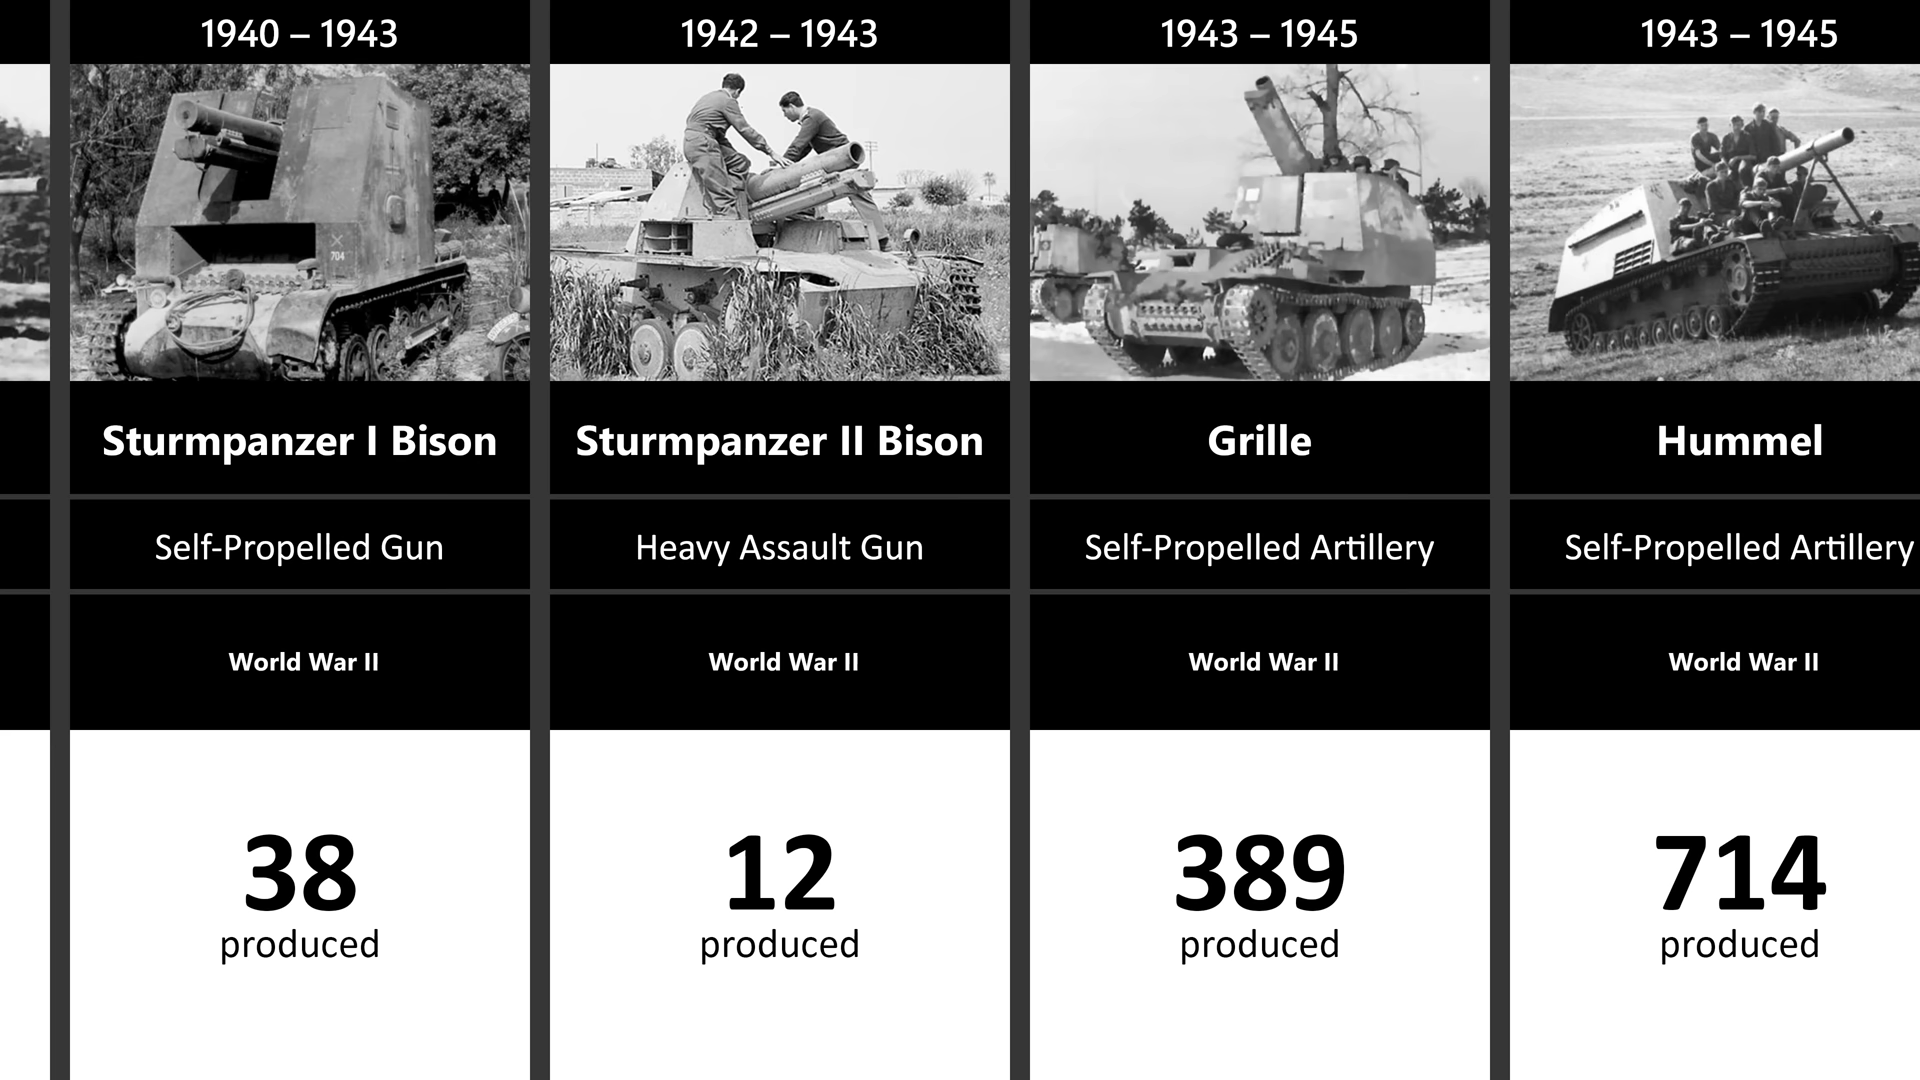 1940 – 1943
Sturmpanzer I Bison
Self-Propelled Gun
World War II
38
produced
1942 – 1943
Sturmpanzer II Bison
Heavy Assault Gun
World War II
12
produced
1943 – 1945
Grille
Self-Propelled Artillery
World War II
389
produced
1943 – 1945
Hummel
Self-Propelled Artillery
World War II
714
produced
704